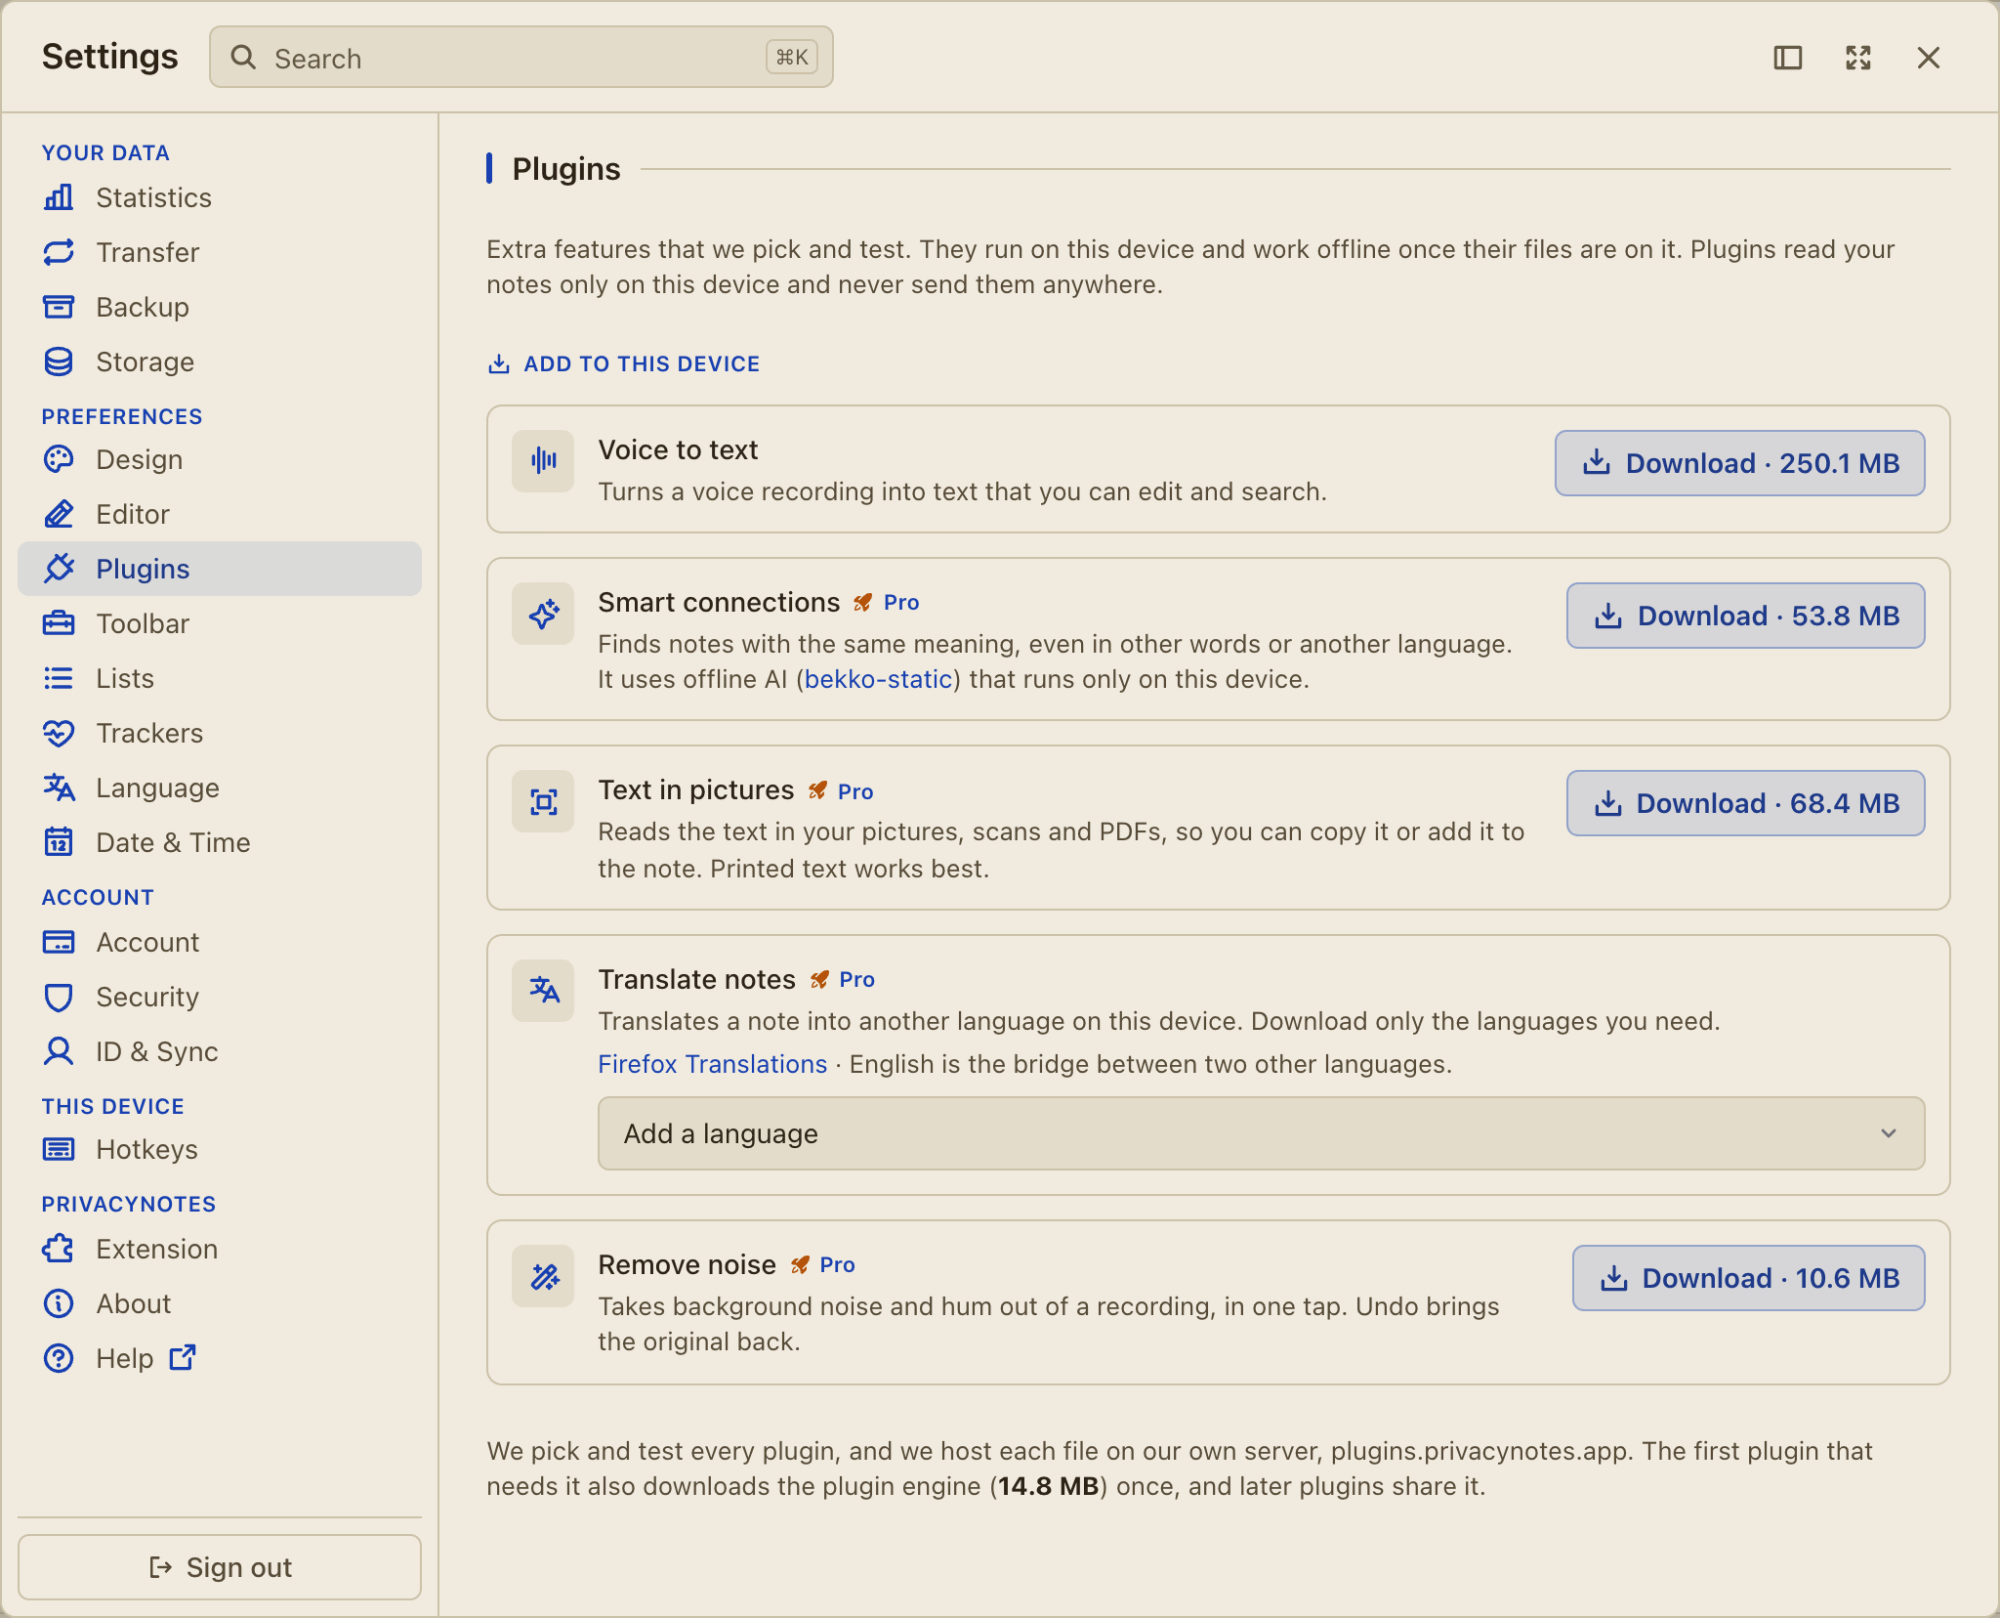 Settings
Search
⌘K
YOUR DATA
Statistics
Transfer
Backup
Storage
PREFERENCES
Design
Editor
Plugins
Toolbar
Lists
Trackers
Language
12
Date & Time
ACCOUNT
Account
Security
ID & Sync
THIS DEVICE
Hotkeys
PRIVACYNOTES
Extension
About
Help
Sign out
Plugins
Extra features that we pick and test. They run on this device and work offline once their files are on it. Plugins read your
notes only on this device and never send them anywhere.
ADD TO THIS DEVICE
Voice to text
Turns a voice recording into text that you can edit and search.
Download · 250.1 MB
Smart connections Pro
Finds notes with the same meaning, even in other words or another language.
It uses offline AI (bekko-static) that runs only on this device.
Download · 53.8 MB
Text in pictures Pro
Reads the text in your pictures, scans and PDFs, so you can copy it or add it to
the note. Printed text works best.
Download · 68.4 MB
Translate notes Pro
Translates a note into another language on this device. Download only the languages you need.
Firefox Translations · English is the bridge between two other languages.
Add a language
Remove noise Pro
Takes background noise and hum out of a recording, in one tap. Undo brings
the original back.
Download · 10.6 MB
We pick and test every plugin, and we host each file on our own server, plugins.privacynotes.app. The first plugin that
needs it also downloads the plugin engine (14.8 MB) once, and later plugins share it.